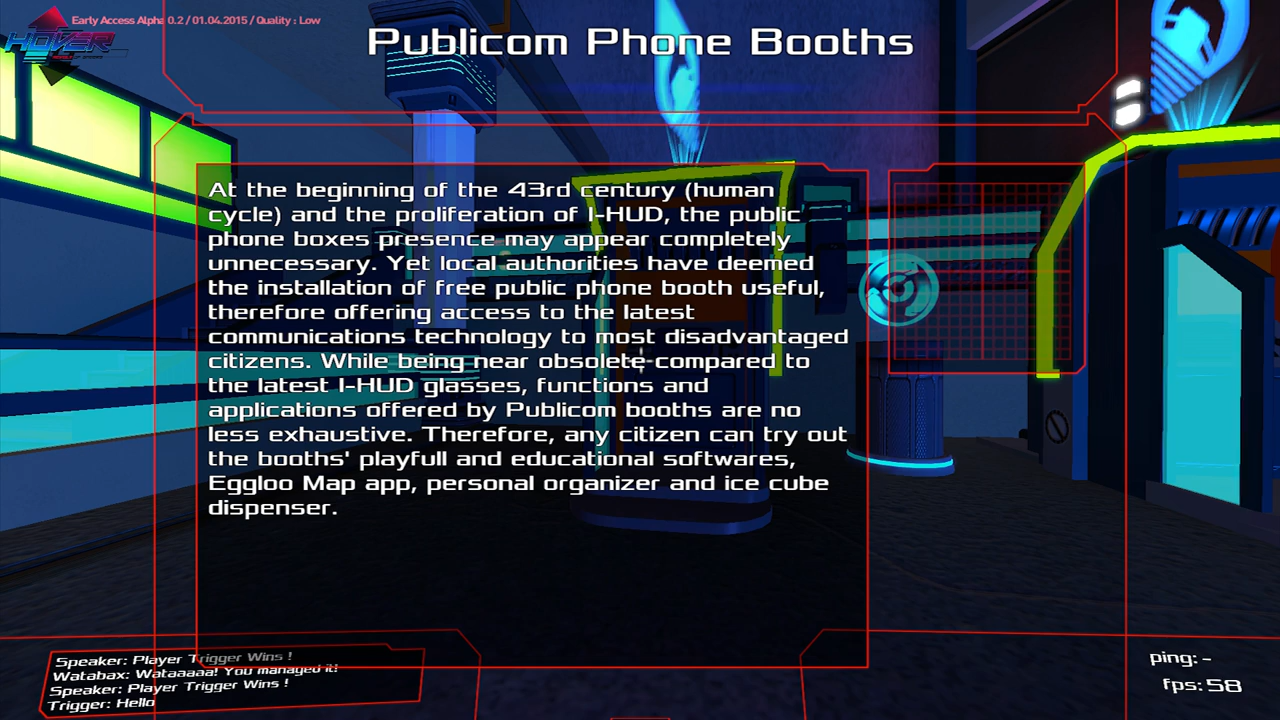 Early Access Alpha 0.2 / 01.04.2015 / Quality : Low
HOVER
Publicom Phone Booths
At the beginning of the 43rd century (human
cycle) and the proliferation of I-HUD, the public
phone boxes presence may appear completely
unnecessary. Yet local authorities have deemed
the installation of free public phone booth useful,
therefore offering access to the latest
communications technology to most disadvantaged
citizens. While being near obsolete compared to
the latest I-HUD glasses, functions and
applications offered by Publicom booths are no
less exhaustive. Therefore, any citizen can try out
the booths' playfull and educational softwares,
Eggloo Map app, personal organizer and ice cube
dispenser.
Speaker: Player Trigger Wins !
Watabax: Wataaaaa! You managed it!
Speaker: Player Trigger Wins !
Trigger: Hello
ping: -
fps: 58